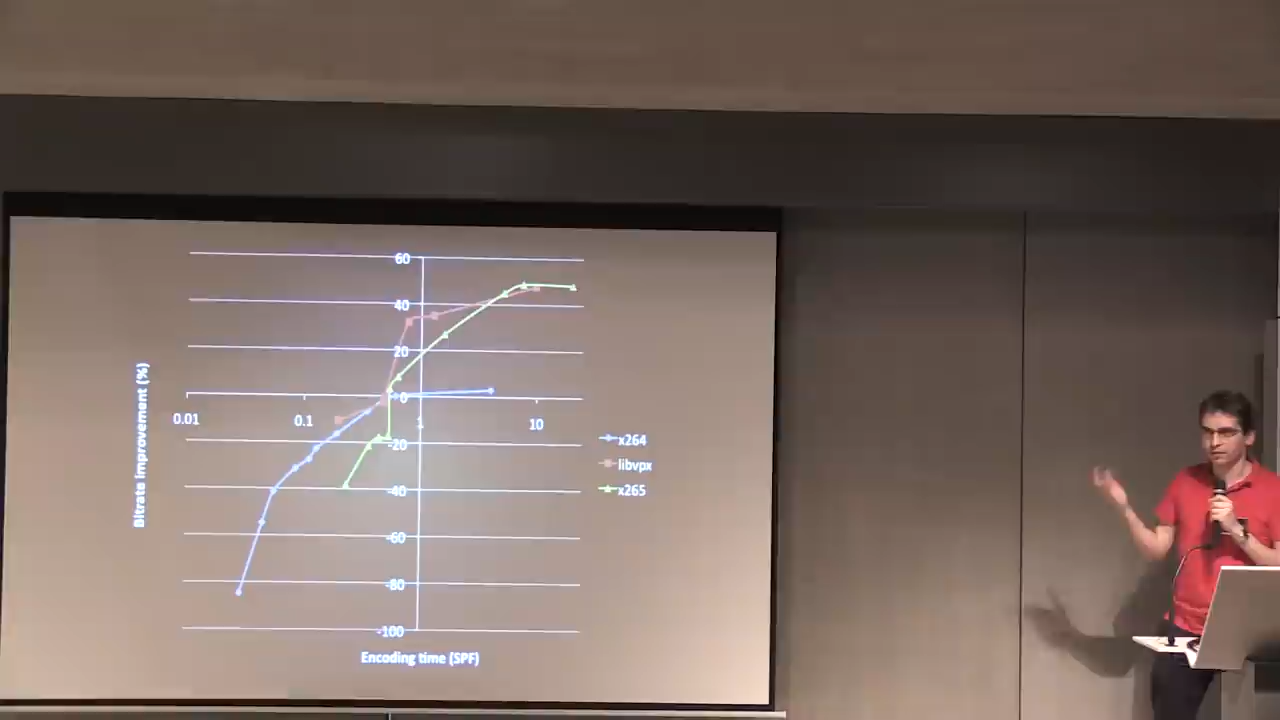 60
40
20
0
0.01
0.1
1
10
-20
-40
-60
-80
-100
Bitrate improvement (%)
Encoding time (SPF)
x264
libvpx
x265